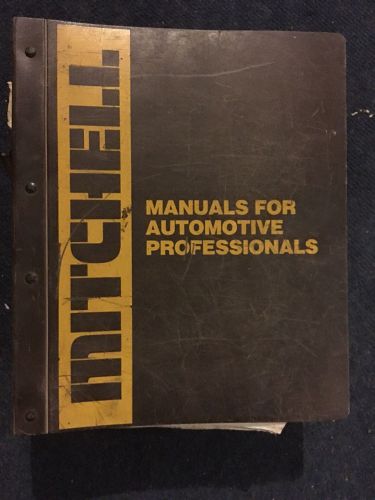 MITCHELL
MANUALS FOR
AUTOMOTIVE
PROFESSIONALS